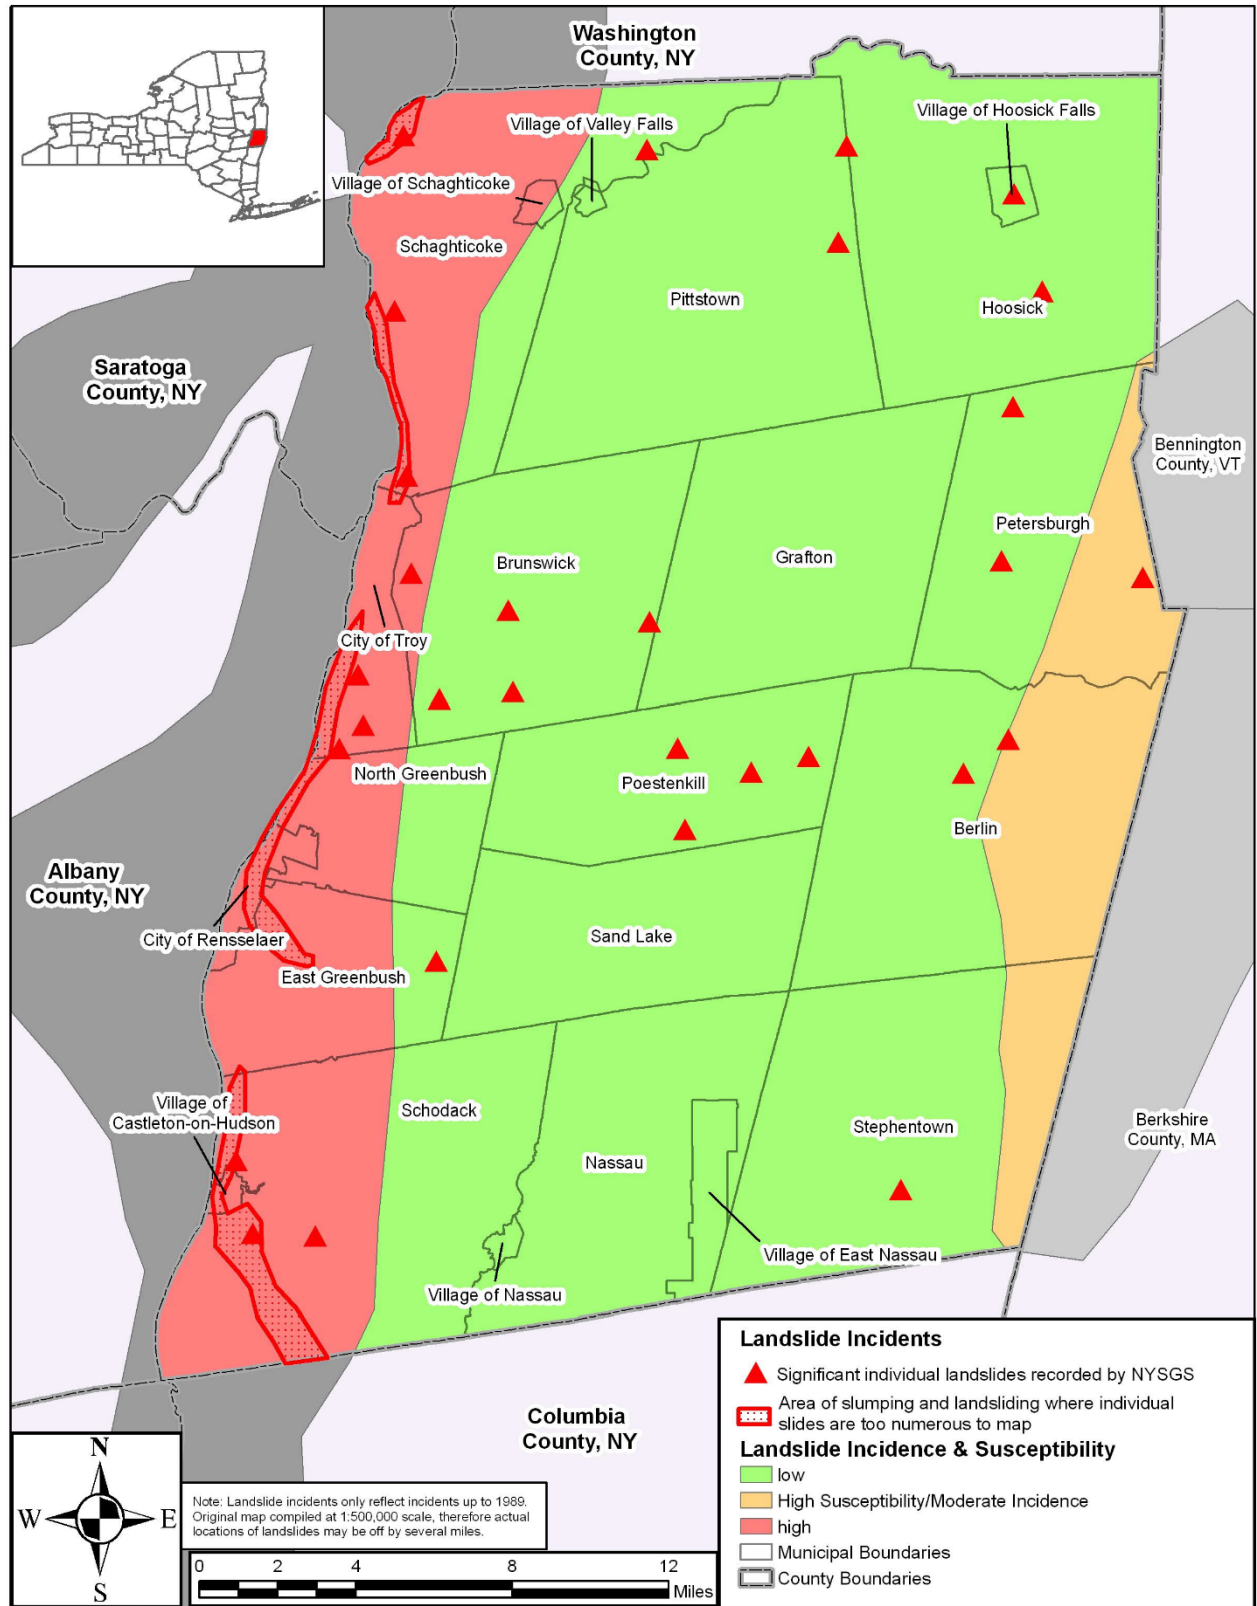 Washington
County, NY
Village of Hoosick Falls
Village of Valley Falls
Village of Schaghticoke
Schaghticoke
Pittstown
Hoosick
Saratoga
County, NY
Bennington
County, VT
Petersburgh
Grafton
Brunswick
City of Troy
North Greenbush
Poestenkill
Berlin
Albany
County, NY
City of Rensselaer
Sand Lake
East Greenbush
Village of
Castleton-on-Hudson
Schodack
Stephentown
Berkshire
County, MA
Nassau
Village of East Nassau
Village of Nassau
Columbia
County, NY
Landslide Incidents
Significant individual landslides recorded by NYSGS
Area of slumping and landsliding where individual
slides are too numerous to map
Landslide Incidence & Susceptibility
low
High Susceptibility/Moderate Incidence
high
Municipal Boundaries
County Boundaries
N
W
E
S
Note: Landslide incidents only reflect incidents up to 1989.
Original map compiled at 1:500,000 scale, therefore actual
locations of landslides may be off by several miles.
0 2 4 8 12
Miles